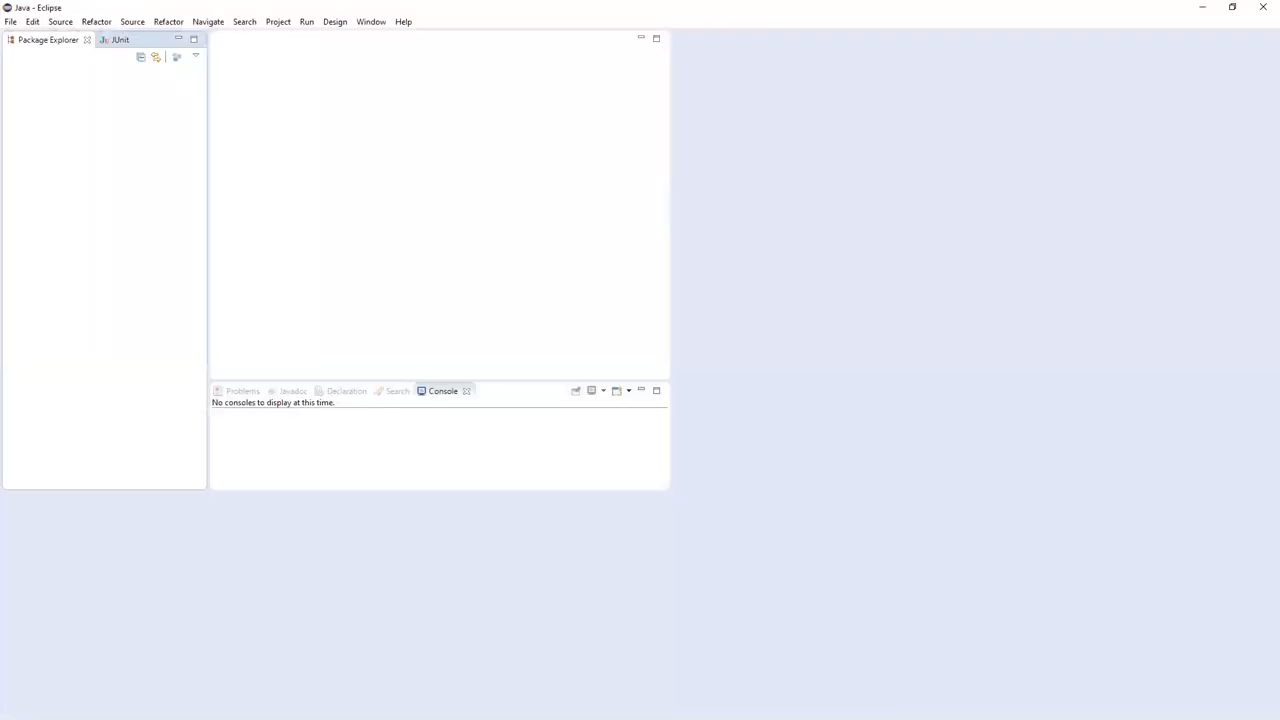 Java - Eclipse
File Edit Source Refactor Source Refactor Navigate Search Project Run Design Window Help
Package Explorer JUnit
Problems Javadoc Declaration Search Console
No consoles to display at this time.